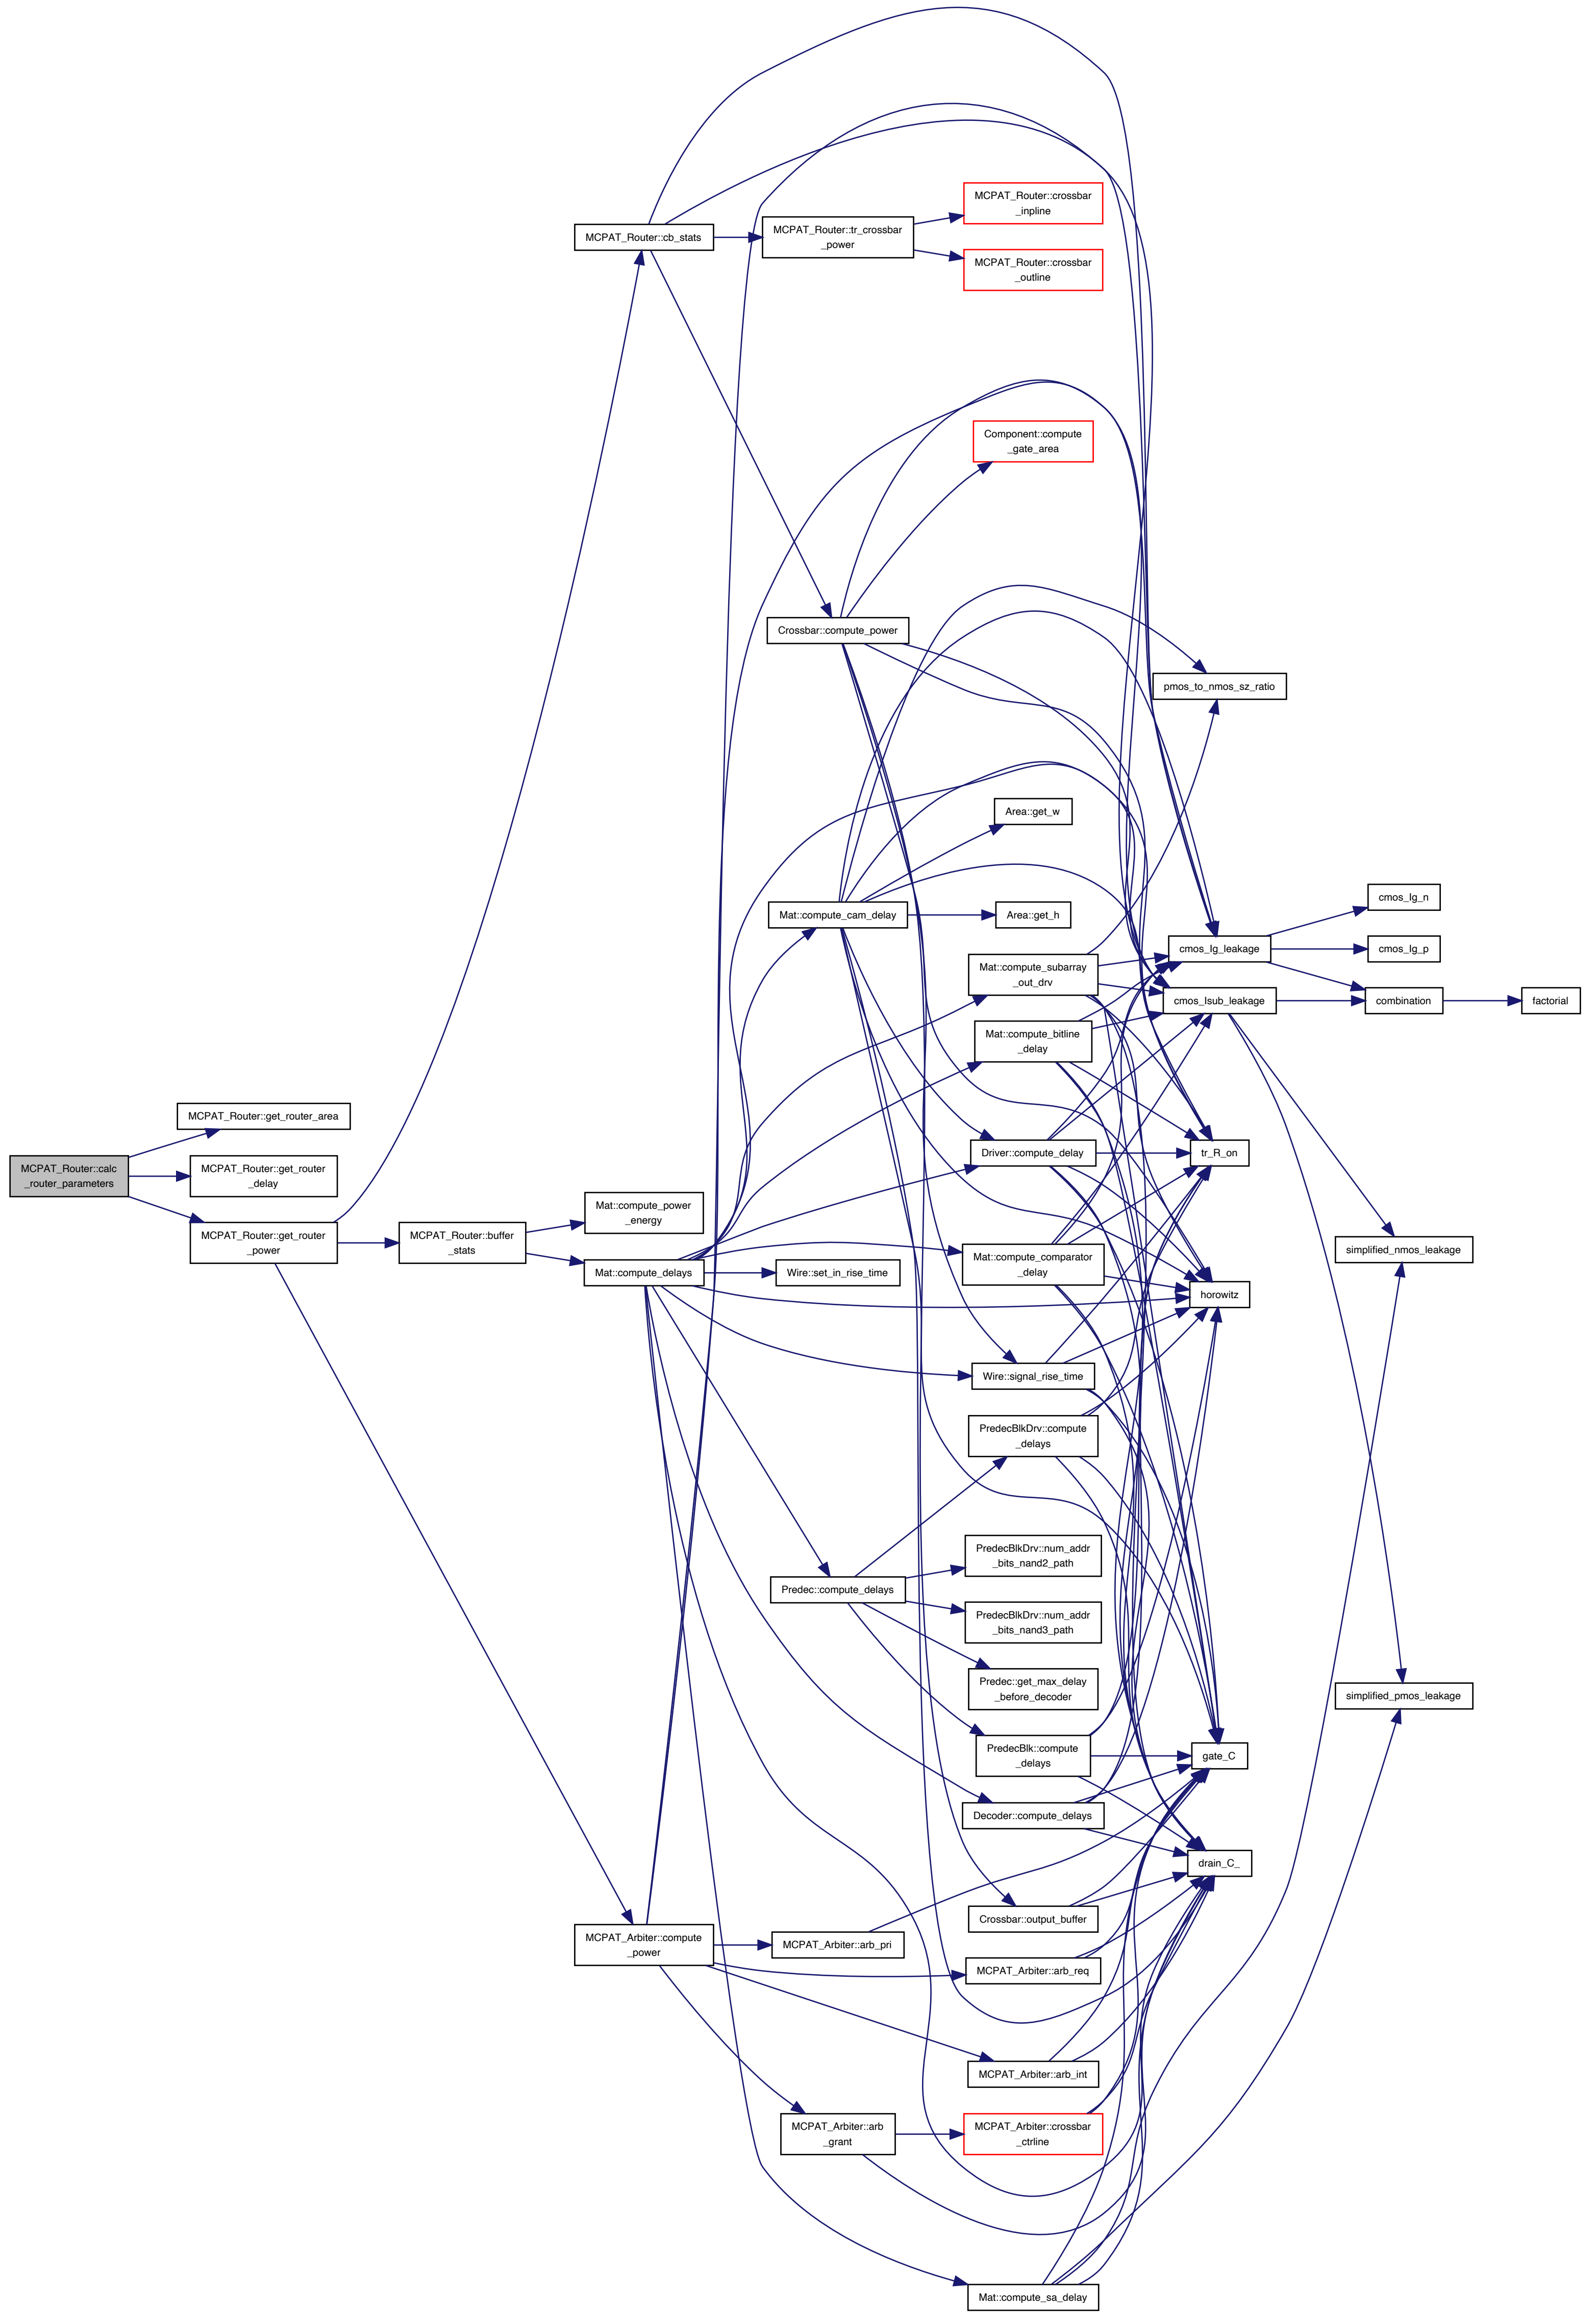 MCPAT_Router::calc
_router_parameters
MCPAT_Router::get_router_area
MCPAT_Router::get_router
_delay
MCPAT_Router::get_router
_power
MCPAT_Router::buffer
_stats
MCPAT_Router::cb_stats
Mat::compute_power
_energy
Mat::compute_delays
MCPAT_Arbiter::compute
_power
MCPAT_Router::tr_crossbar
_power
Crossbar::compute_power
Mat::compute_cam_delay
Wire::set_in_rise_time
Predec::compute_delays
MCPAT_Arbiter::arb_pri
MCPAT_Arbiter::arb
_grant
MCPAT_Router::crossbar
_inpline
MCPAT_Router::crossbar
_outline
Component::compute
_gate_area
Area::get_w
Area::get_h
Mat::compute_subarray
_out_drv
Mat::compute_bitline
_delay
Driver::compute_delay
Mat::compute_comparator
_delay
Wire::signal_rise_time
PredecBlkDrv::compute
_delays
PredecBlkDrv::num_addr
_bits_nand2_path
PredecBlkDrv::num_addr
_bits_nand3_path
Predec::get_max_delay
_before_decoder
PredecBlk::compute
_delays
Decoder::compute_delays
Crossbar::output_buffer
MCPAT_Arbiter::arb_req
MCPAT_Arbiter::arb_int
MCPAT_Arbiter::crossbar
_ctrline
Mat::compute_sa_delay
pmos_to_nmos_sz_ratio
cmos_Ig_leakage
cmos_Isub_leakage
tr_R_on
horowitz
gate_C
drain_C_
cmos_Ig_n
cmos_Ig_p
combination
simplified_nmos_leakage
simplified_pmos_leakage
factorial